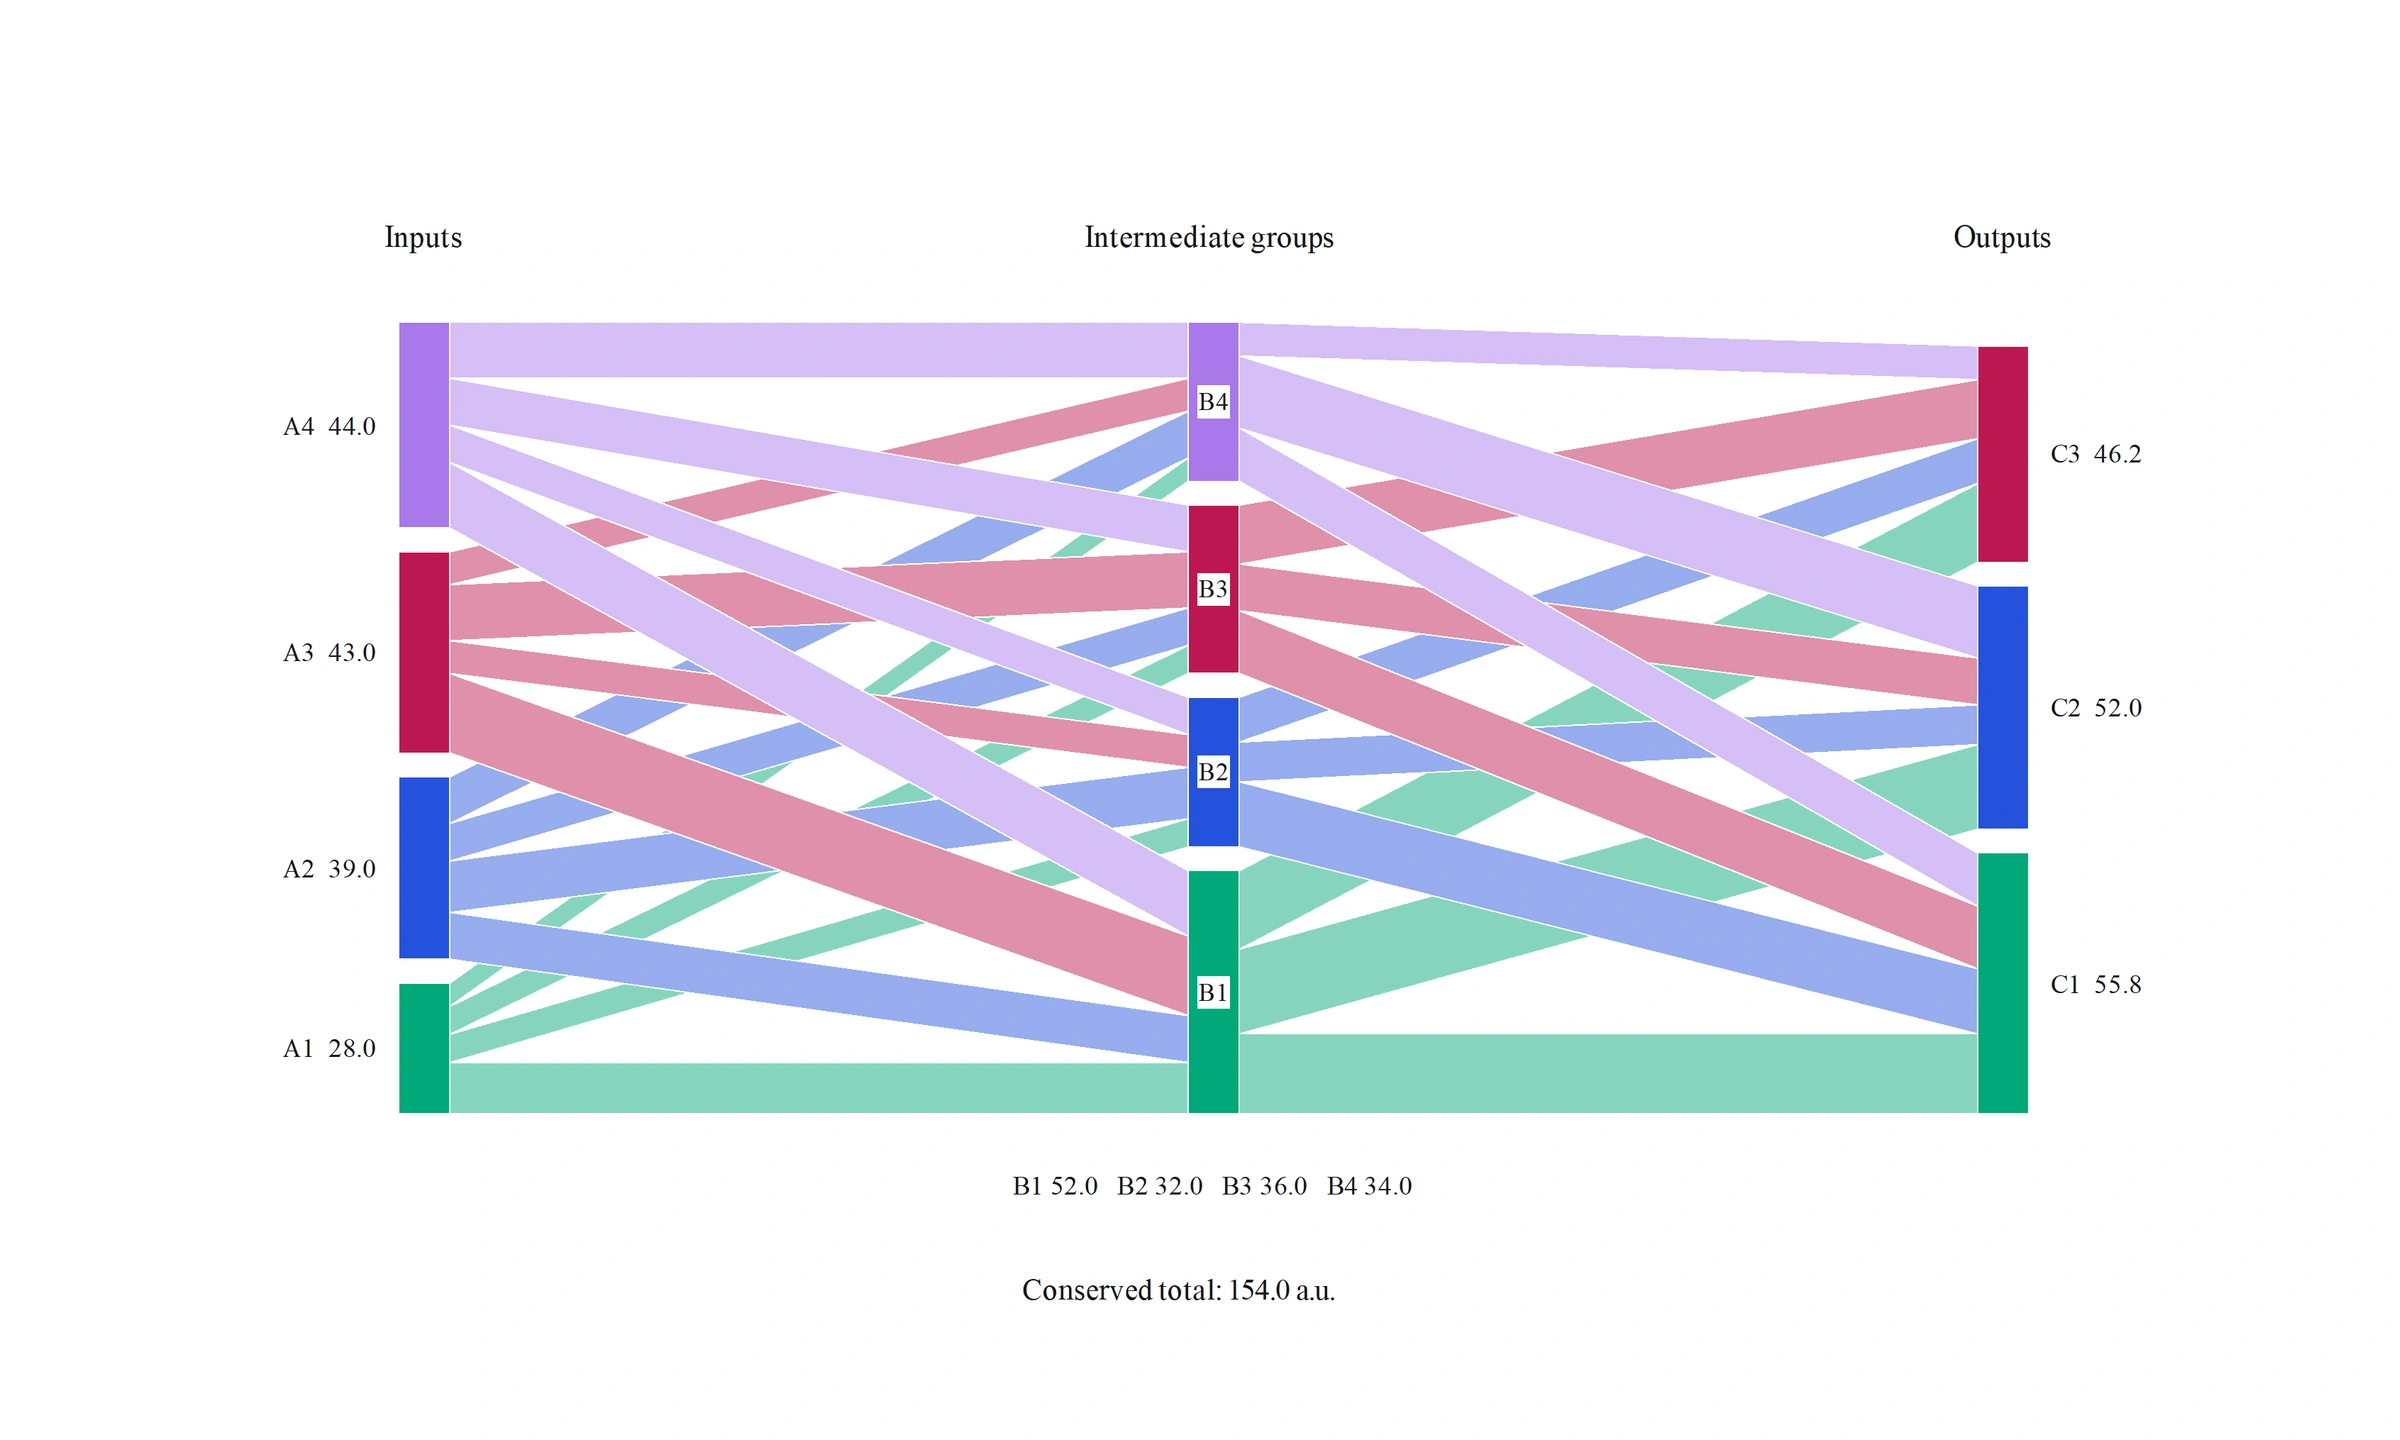 Inputs Intermediate groups Outputs
B4
A4 44.0
C3 46.2
B3
A3 43.0
C2 52.0
B2
A2 39.0
C1 55.8
B1
A1 28.0
B1 52.0 B2 32.0 B3 36.0 B4 34.0
Conserved total: 154.0 a.u.